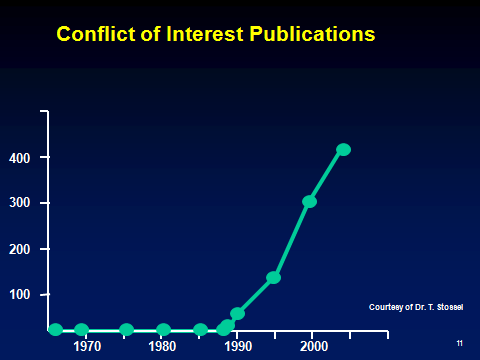 Conflict of Interest Publications
400
300
200
100
Courtesy of Dr. T. Stossel
1970 1980 1990 2000
11